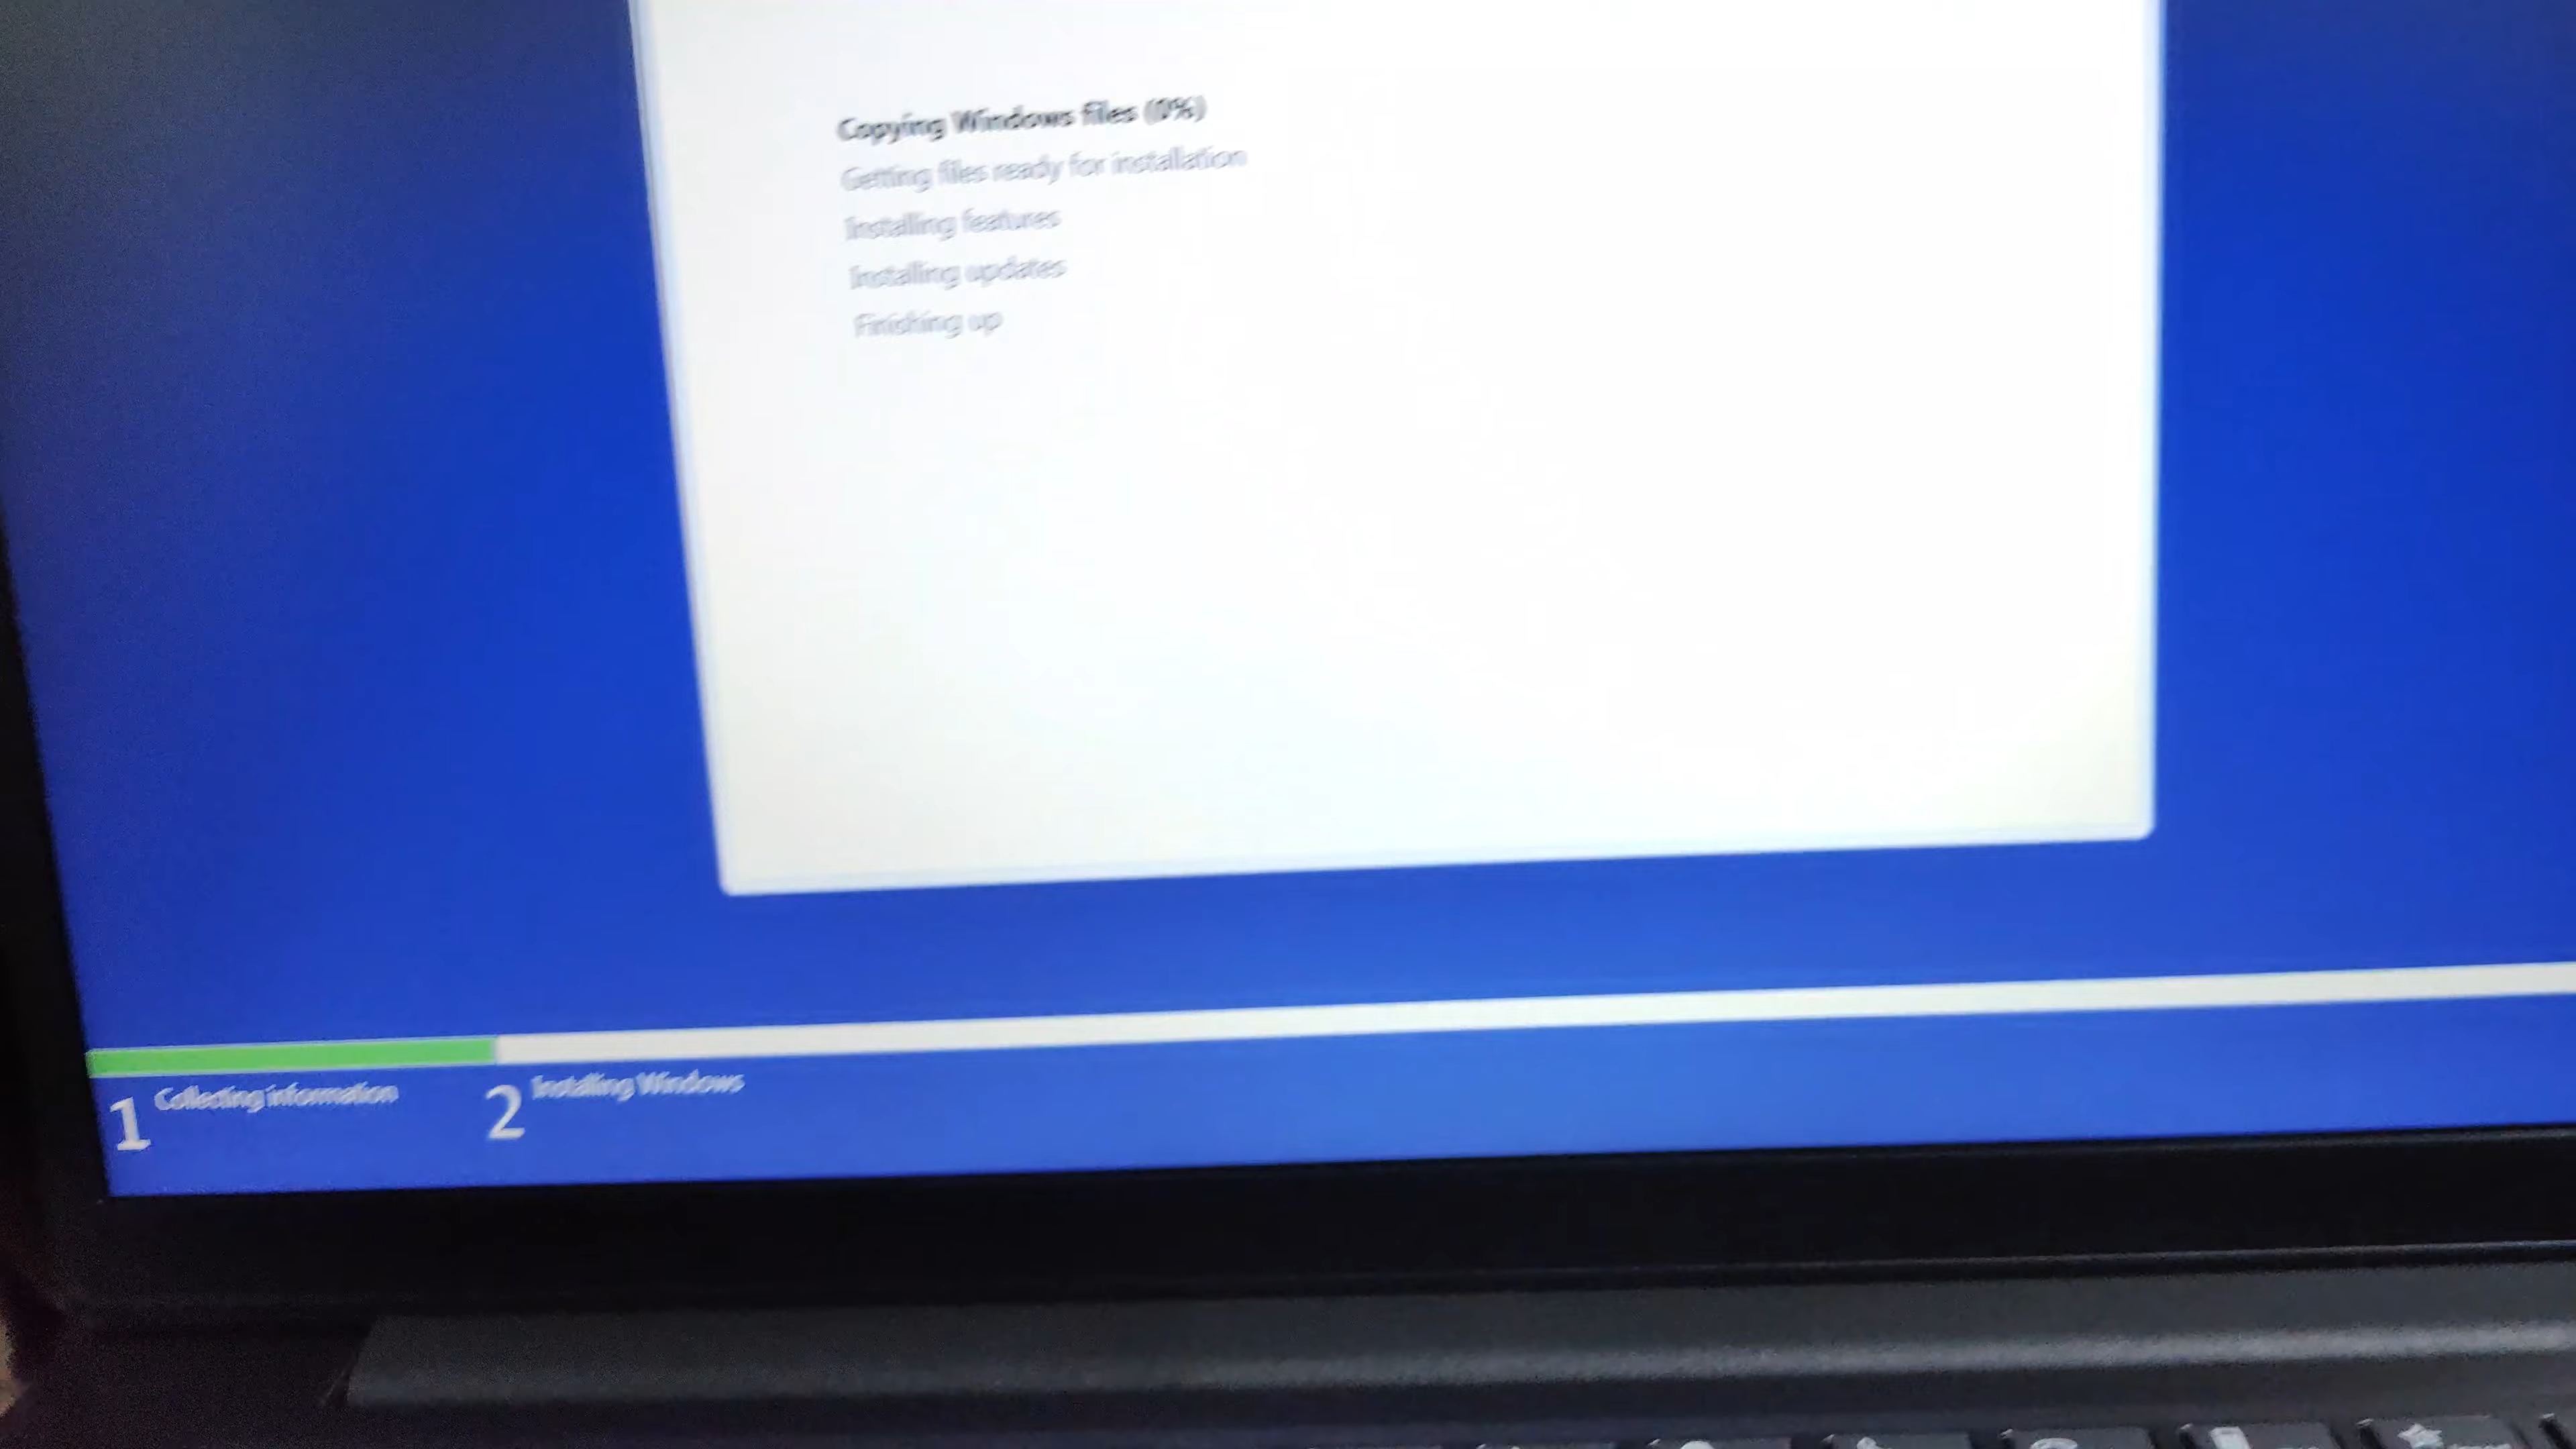 Copying Windows files (0%)
Getting files ready for installation
Installing features
Installing updates
Finishing up
1 Collecting information
2 Installing Windows